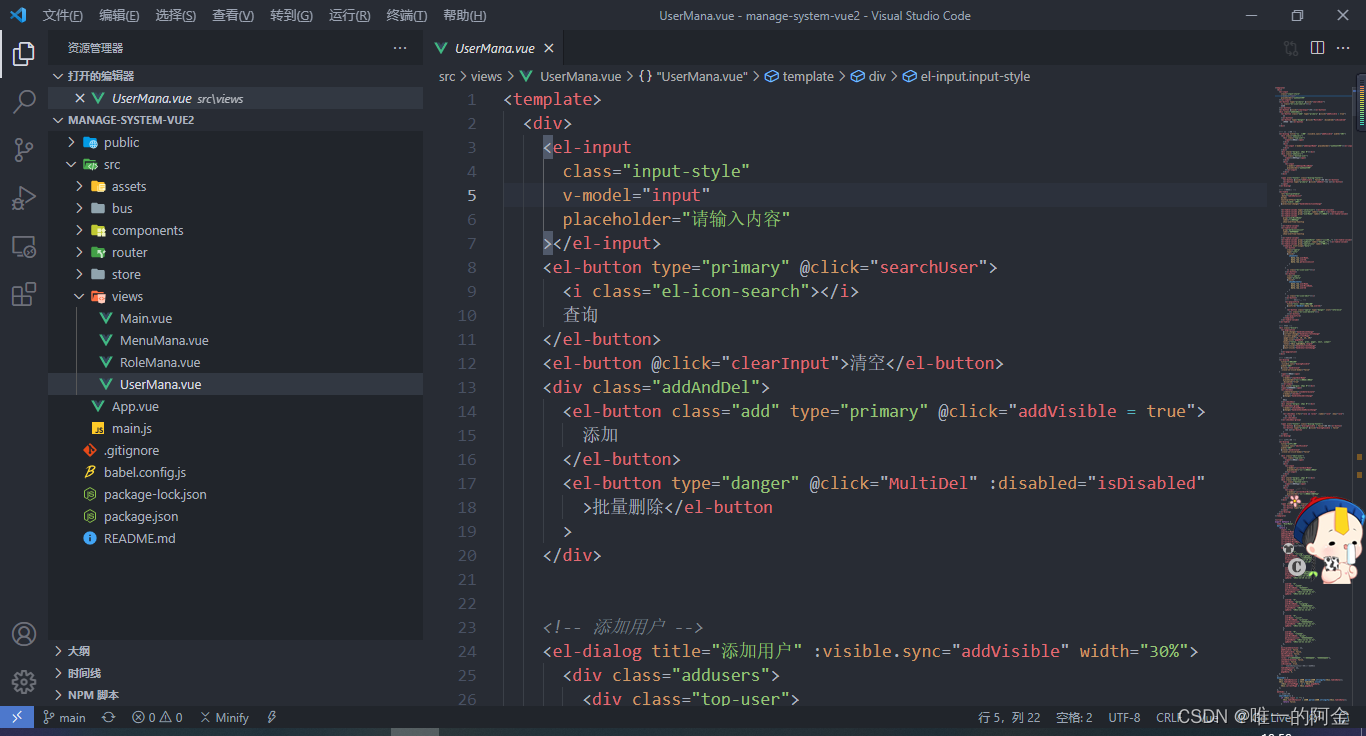 文件(F) 编辑(E) 选择(S) 查看(V) 转到(G) 运行(R) 终端(T) 帮助(H) UserMana.vue - manage-system-vue2 - Visual Studio Code
资源管理器 ···
打开的编辑器
UserMana.vue src\views
MANAGE-SYSTEM-VUE2
public
src
assets
bus
components
router
store
views
Main.vue
MenuMana.vue
RoleMana.vue
UserMana.vue
App.vue
main.js
.gitignore
babel.config.js
package-lock.json
package.json
README.md
大纲
时间线
NPM 脚本
UserMana.vue
src > views > UserMana.vue > {} "UserMana.vue" > template > div > el-input.input-style
1 <template>
2 <div>
3 <el-input
4 class="input-style"
5 v-model="input"
6 placeholder="请输入内容"
7 ></el-input>
8 <el-button type="primary" @click="searchUser">
9 <i class="el-icon-search"></i>
10 查询
11 </el-button>
12 <el-button @click="clearInput">清空</el-button>
13 <div class="addAndDel">
14 <el-button class="add" type="primary" @click="addVisible = true">
15 添加
16 </el-button>
17 <el-button type="danger" @click="MultiDel" :disabled="isDisabled"
18 >批量删除</el-button
19 >
20 </div>
21
22
23 <!-- 添加用户 -->
24 <el-dialog title="添加用户" :visible.sync="addVisible" width="30%">
25 <div class="addusers">
26 <div class="top-user">
main 0 0 Minify 行 5，列 22 空格: 2 UTF-8 CRLF
CSDN @唯一的阿金